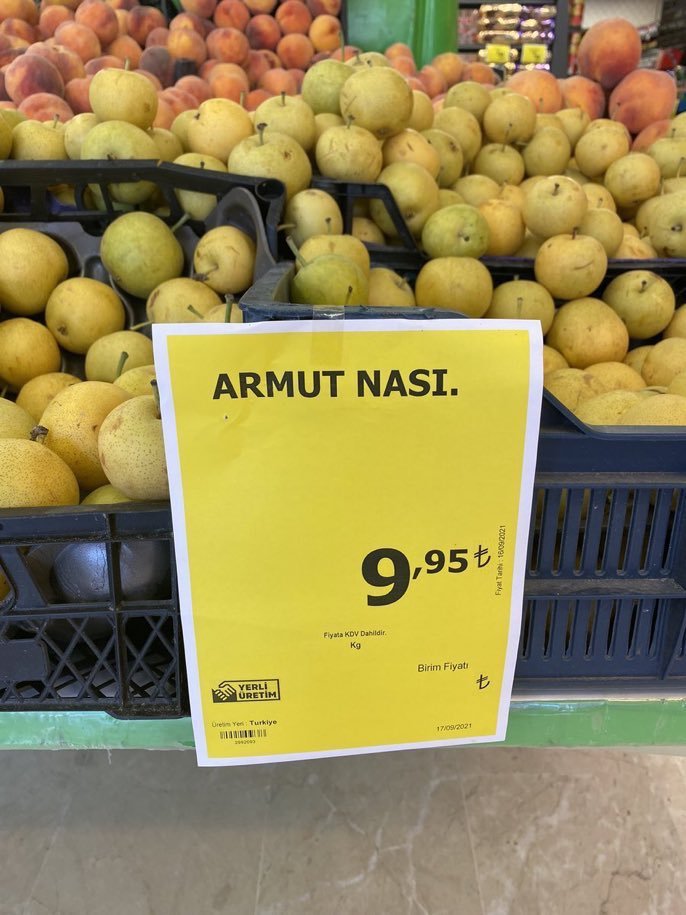 ARMUT NASI.
9,95 ₺
Fiyat Tarihi : 16/09/2021
Fiyata KDV Dahildir.
Kg
Birim Fiyatı
₺
YERLİ
ÜRETİM
Üretim Yeri : Turkiye
17/09/2021